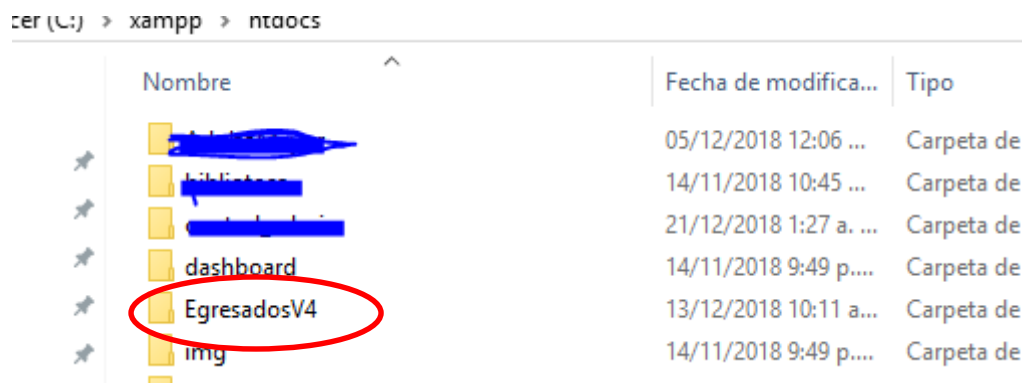 cer (C:) > xampp > htdocs
Nombre Fecha de modifica... Tipo
05/12/2018 12:06 ... Carpeta de
14/11/2018 10:45 ... Carpeta de
21/12/2018 1:27 a. ... Carpeta de
dashboard 14/11/2018 9:49 p.... Carpeta de
EgresadosV4 13/12/2018 10:11 a... Carpeta de
img 14/11/2018 9:49 p.... Carpeta de